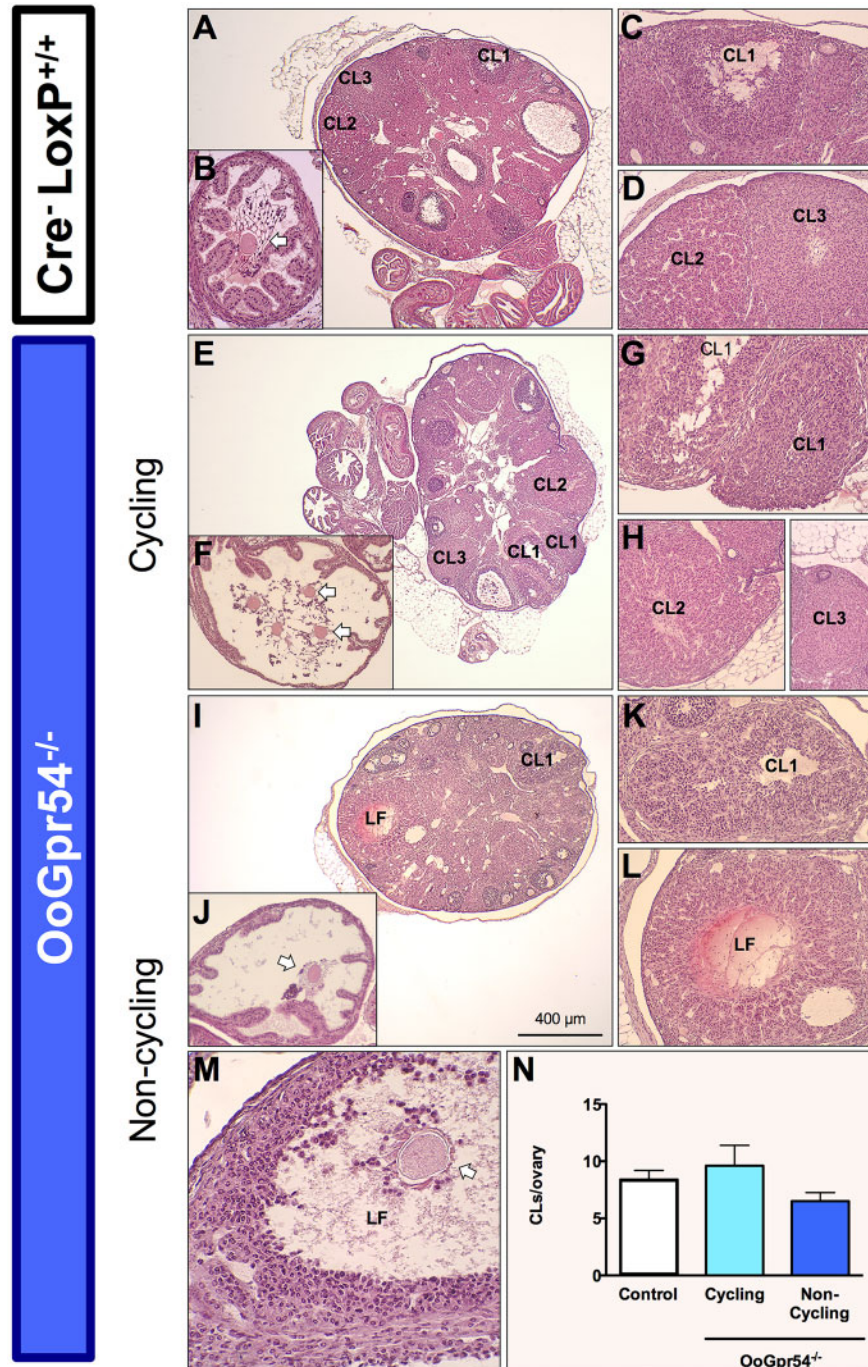 Cre⁻ LoxP⁺/⁺
OoGpr54⁻/⁻
Cycling
Non-cycling
A
CL1
CL3
CL2
B
C
CL1
D
CL3
CL2
E
CL2
CL1
CL1
CL3
F
G
CL1
CL1
H
CL2
CL3
I
CL1
LF
J
400 µm
K
CL1
L
LF
M
LF
N
CLs/ovary
15
10
5
0
Control
Cycling
Non-
Cycling
OoGpr54⁻/⁻